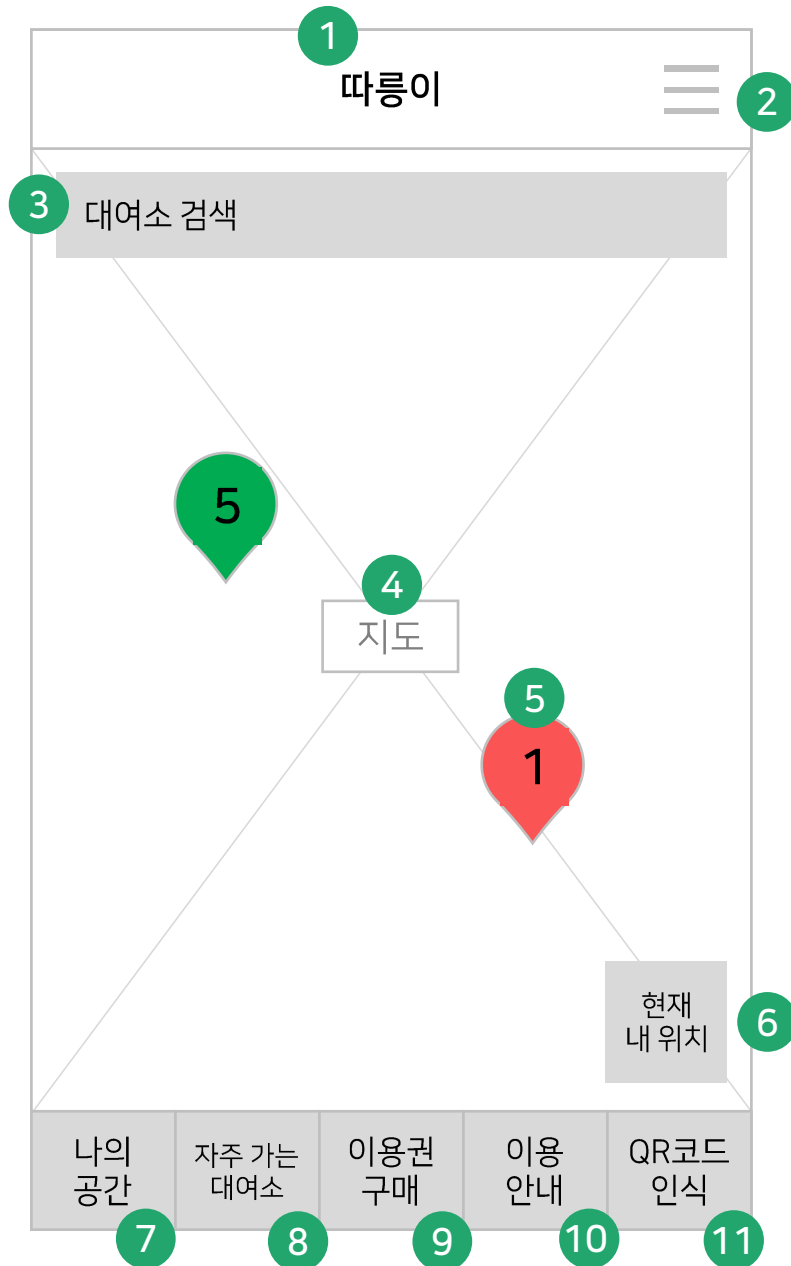 1
따릉이
2
3
대여소 검색
5
4
지도
5
1
현재
내 위치
6
나의
공간
7
자주 가는
대여소
8
이용권
구매
9
이용
안내
10
QR코드
인식
11